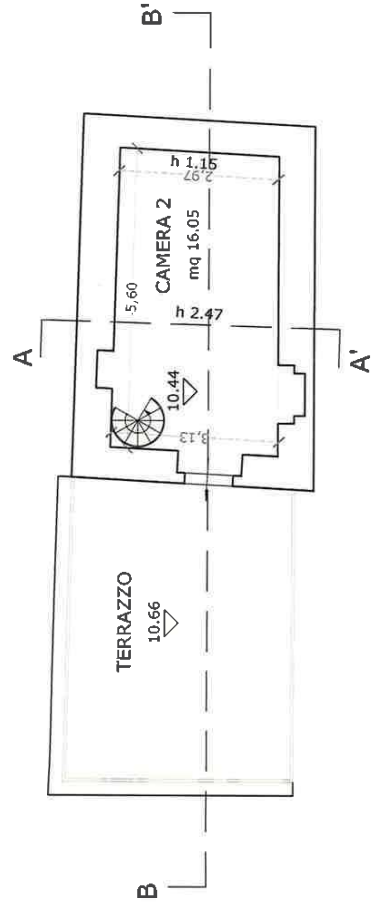 B'
h 1.15
2,97
CAMERA 2
mq 16.05
5,60
A
h 2.47
A'
10.44
3,13
TERRAZZO
10.66
B